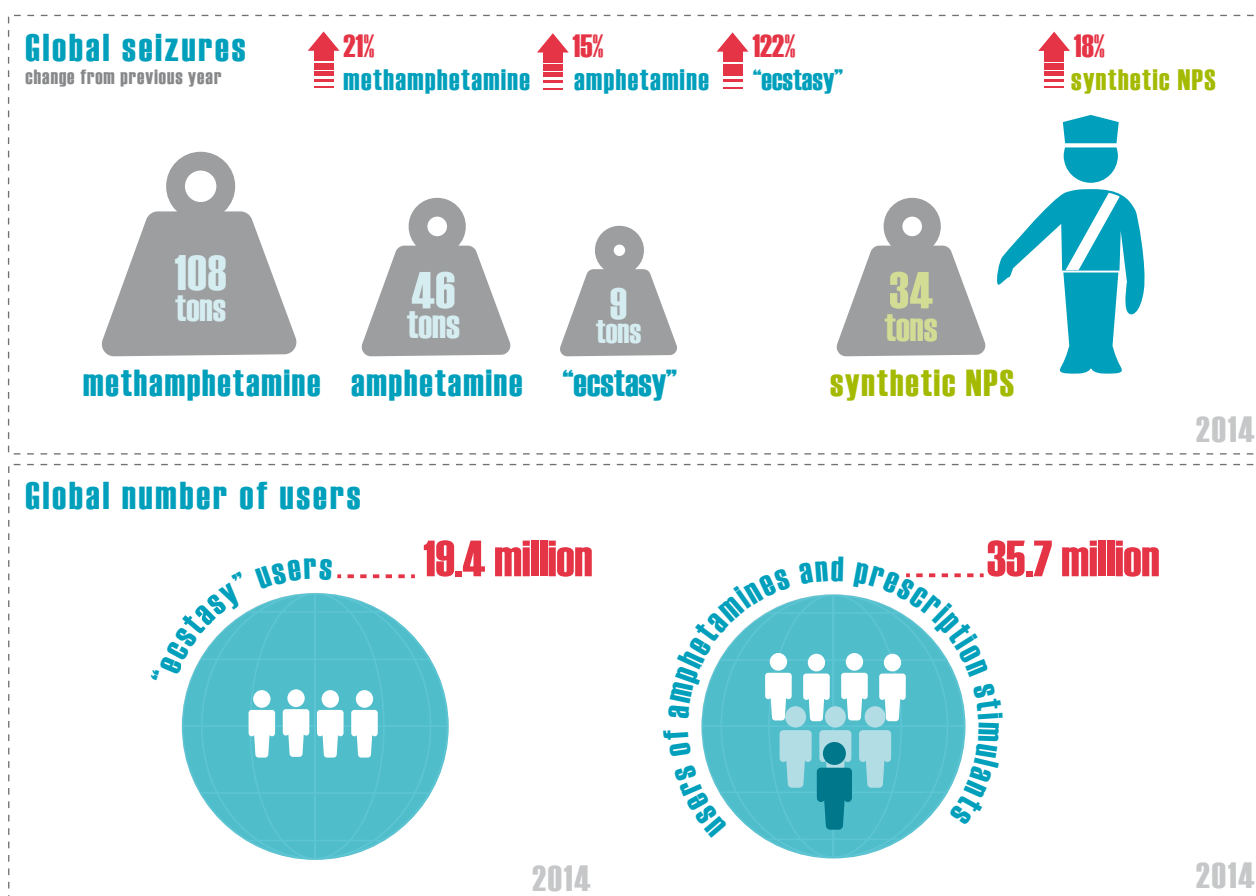 Global seizures
change from previous year
21%
methamphetamine
15%
amphetamine
122%
“ecstasy”
18%
synthetic NPS
108
tons
methamphetamine
46
tons
amphetamine
9
tons
“ecstasy”
34
tons
synthetic NPS
2014
Global number of users
“ecstasy” users
19.4 million
2014
users of amphetamines and prescription stimulants
35.7 million
2014